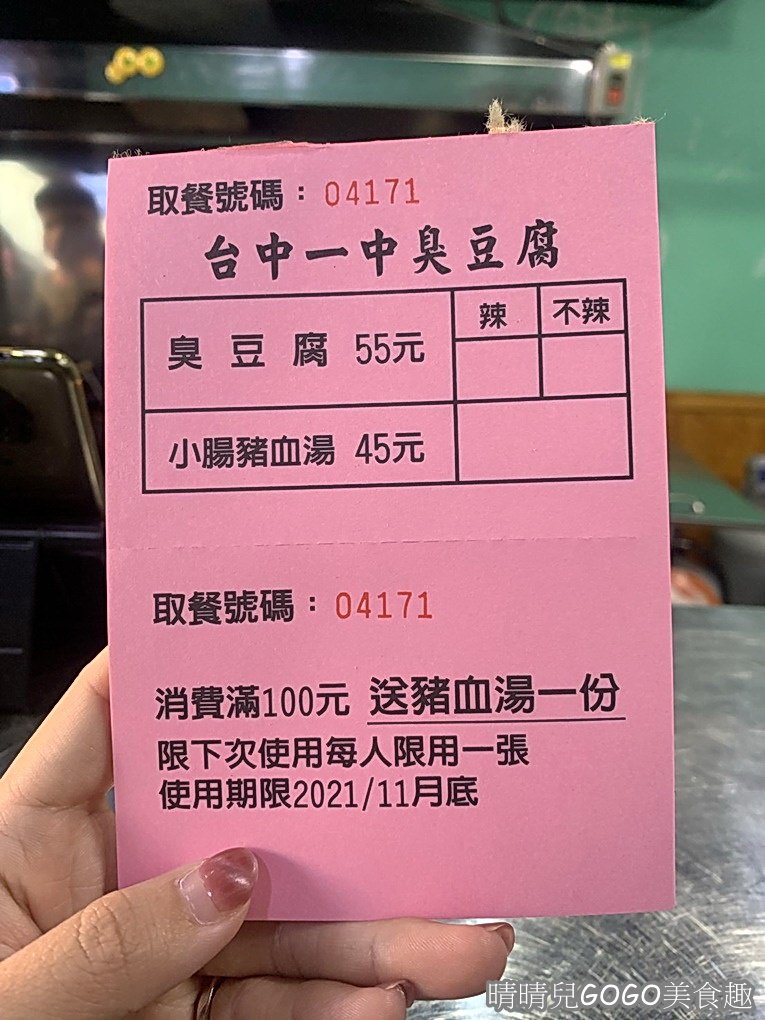 取餐號碼：04171
台中一中臭豆腐
辣 不辣
臭豆腐 55元
小腸豬血湯 45元
取餐號碼：04171
消費滿100元 送豬血湯一份
限下次使用每人限用一張
使用期限2021/11月底
晴晴兒GOGO美食趣